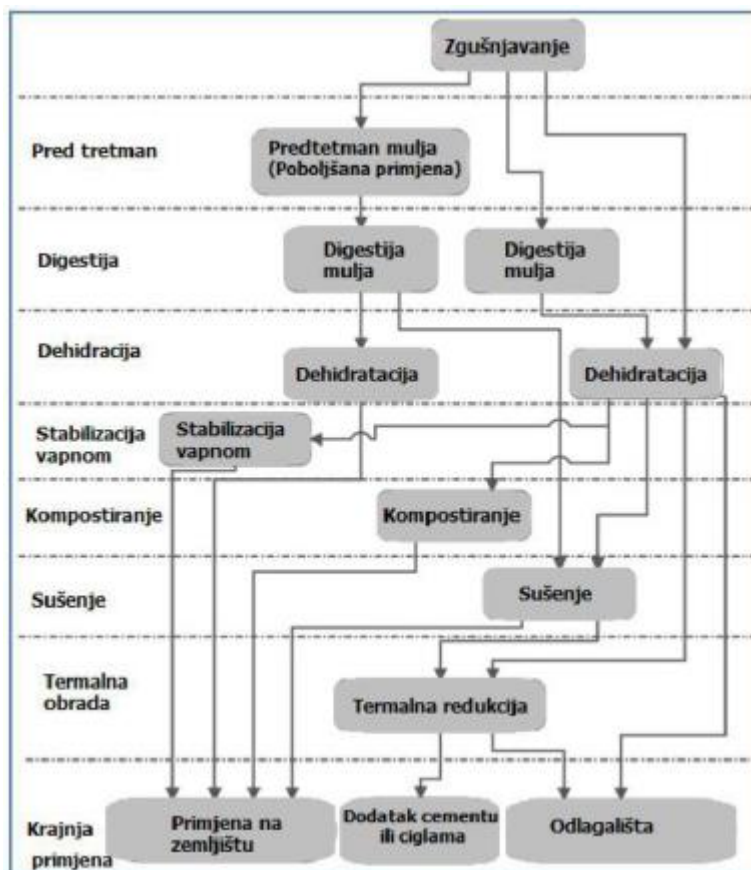 Zgušnjavanje
Pred tretman
Predtetman mulja
(Poboljšana primjena)
Digestija
Digestija
mulja
Digestija
mulja
Dehidracija
Dehidratacija
Dehidratacija
Stabilizacija
vapnom
Stabilizacija
vapnom
Kompostiranje
Kompostiranje
Sušenje
Sušenje
Termalna
obrada
Termalna redukcija
Krajnja
primjena
Primjena na
zemljištu
Dodatak cementu
ili ciglama
Odlagališta